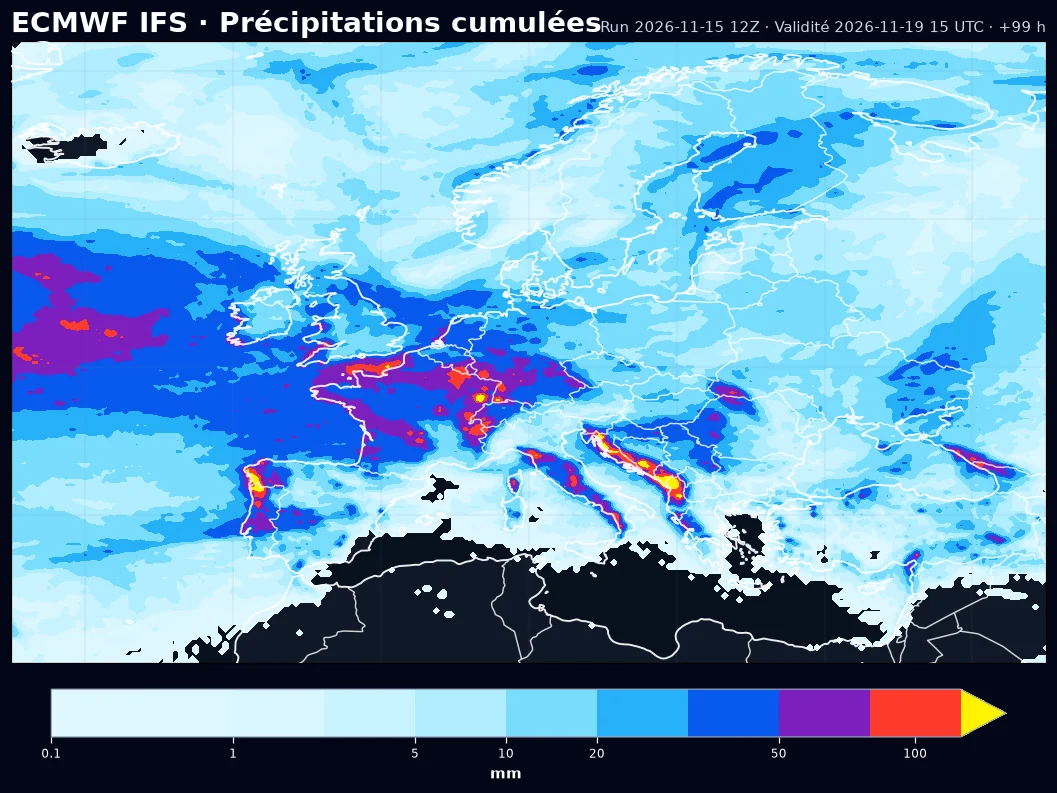 ECMWF IFS · Précipitations cumulées
Run 2026-11-15 12Z · Validité 2026-11-19 15 UTC · +99 h
0.1 1 5 10 20 50 100
mm